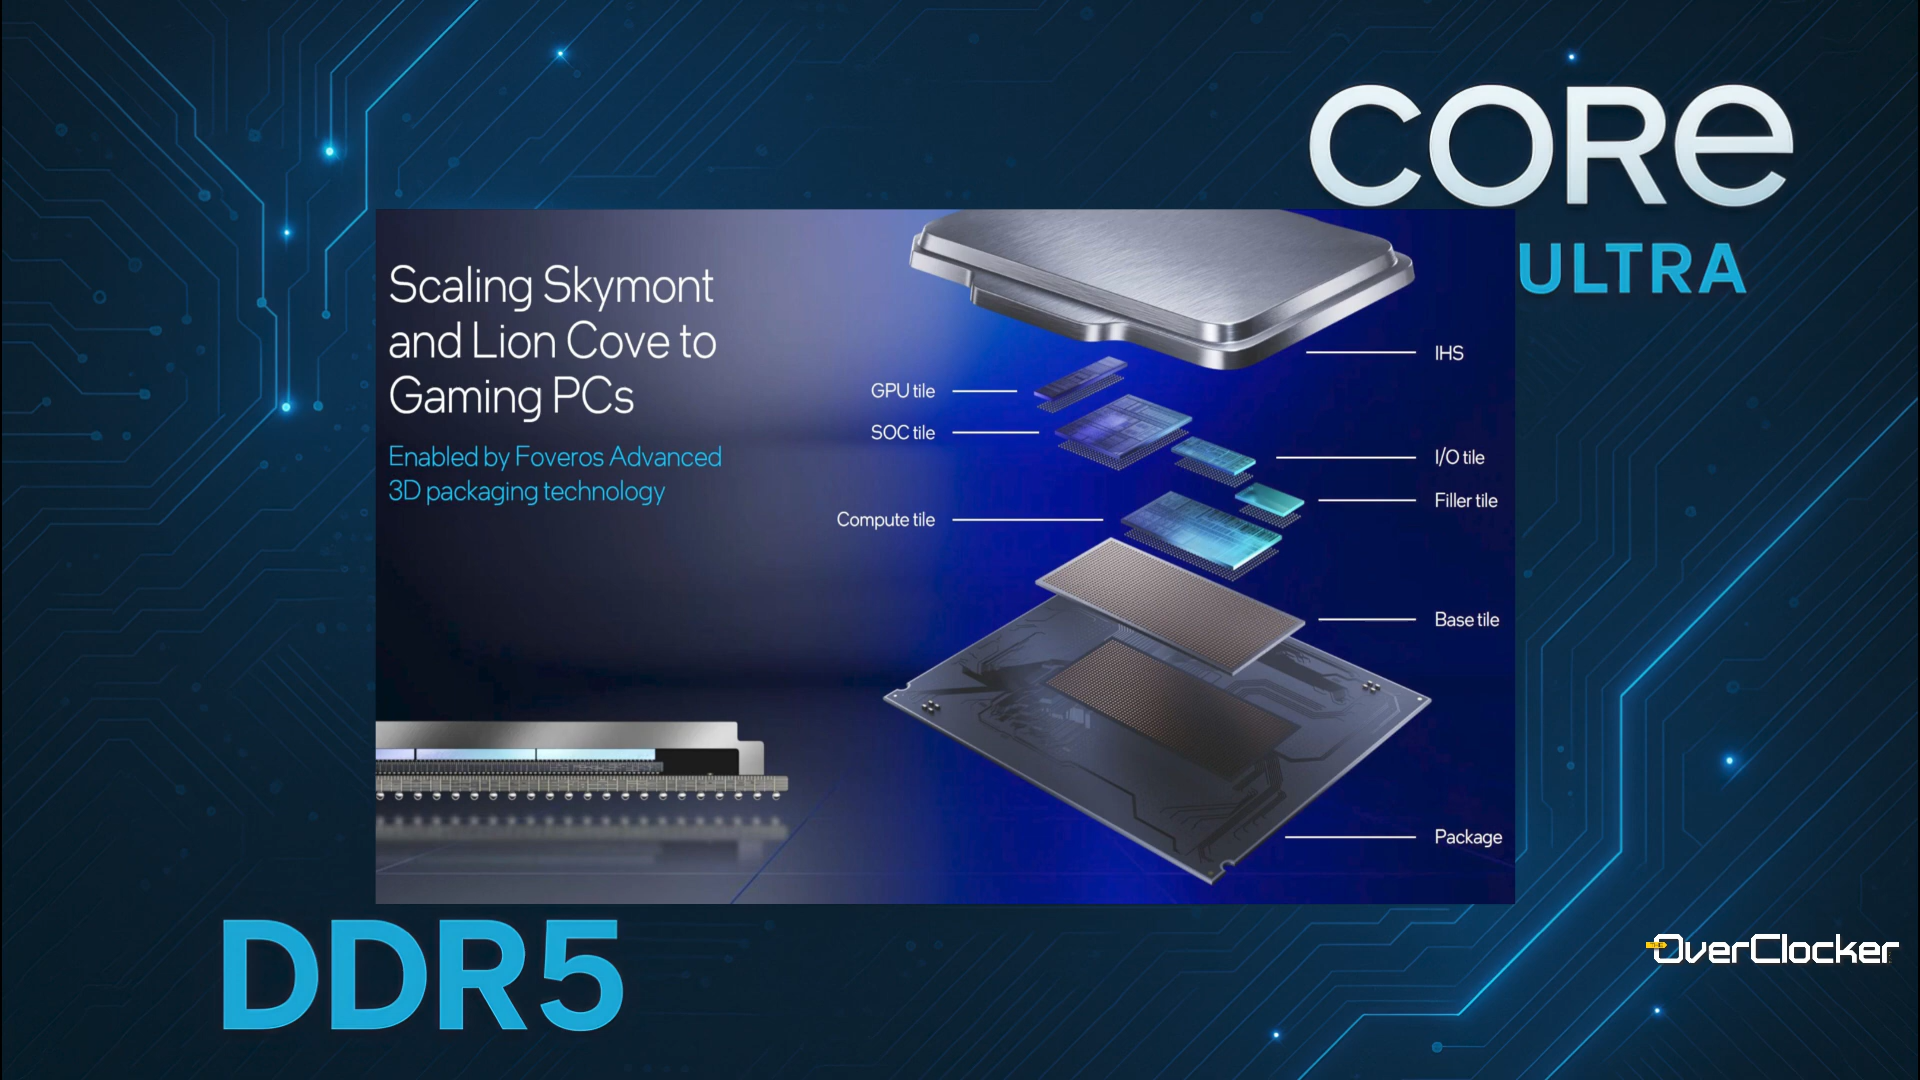 CORE
ULTRA
Scaling Skymont
and Lion Cove to
Gaming PCs
Enabled by Foveros Advanced
3D packaging technology
IHS
GPU tile
SOC tile
I/O tile
Filler tile
Compute tile
Base tile
Package
DDR5
THE OverClocker